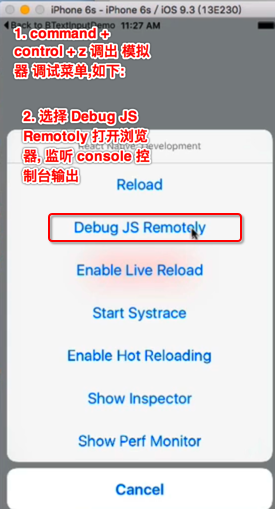 iPhone 6s - iPhone 6s / iOS 9.3 (13E230)
Back to BTextInputDemo 11:27 AM
1. command +
control + z 调出 模拟
器 调试菜单,如下:
2. 选择 Debug JS
Remotoly 打开浏览
器, 监听 console 控
制台输出
React Native: Development
Reload
Debug JS Remotely
Enable Live Reload
Start Systrace
Enable Hot Reloading
Show Inspector
Show Perf Monitor
Cancel